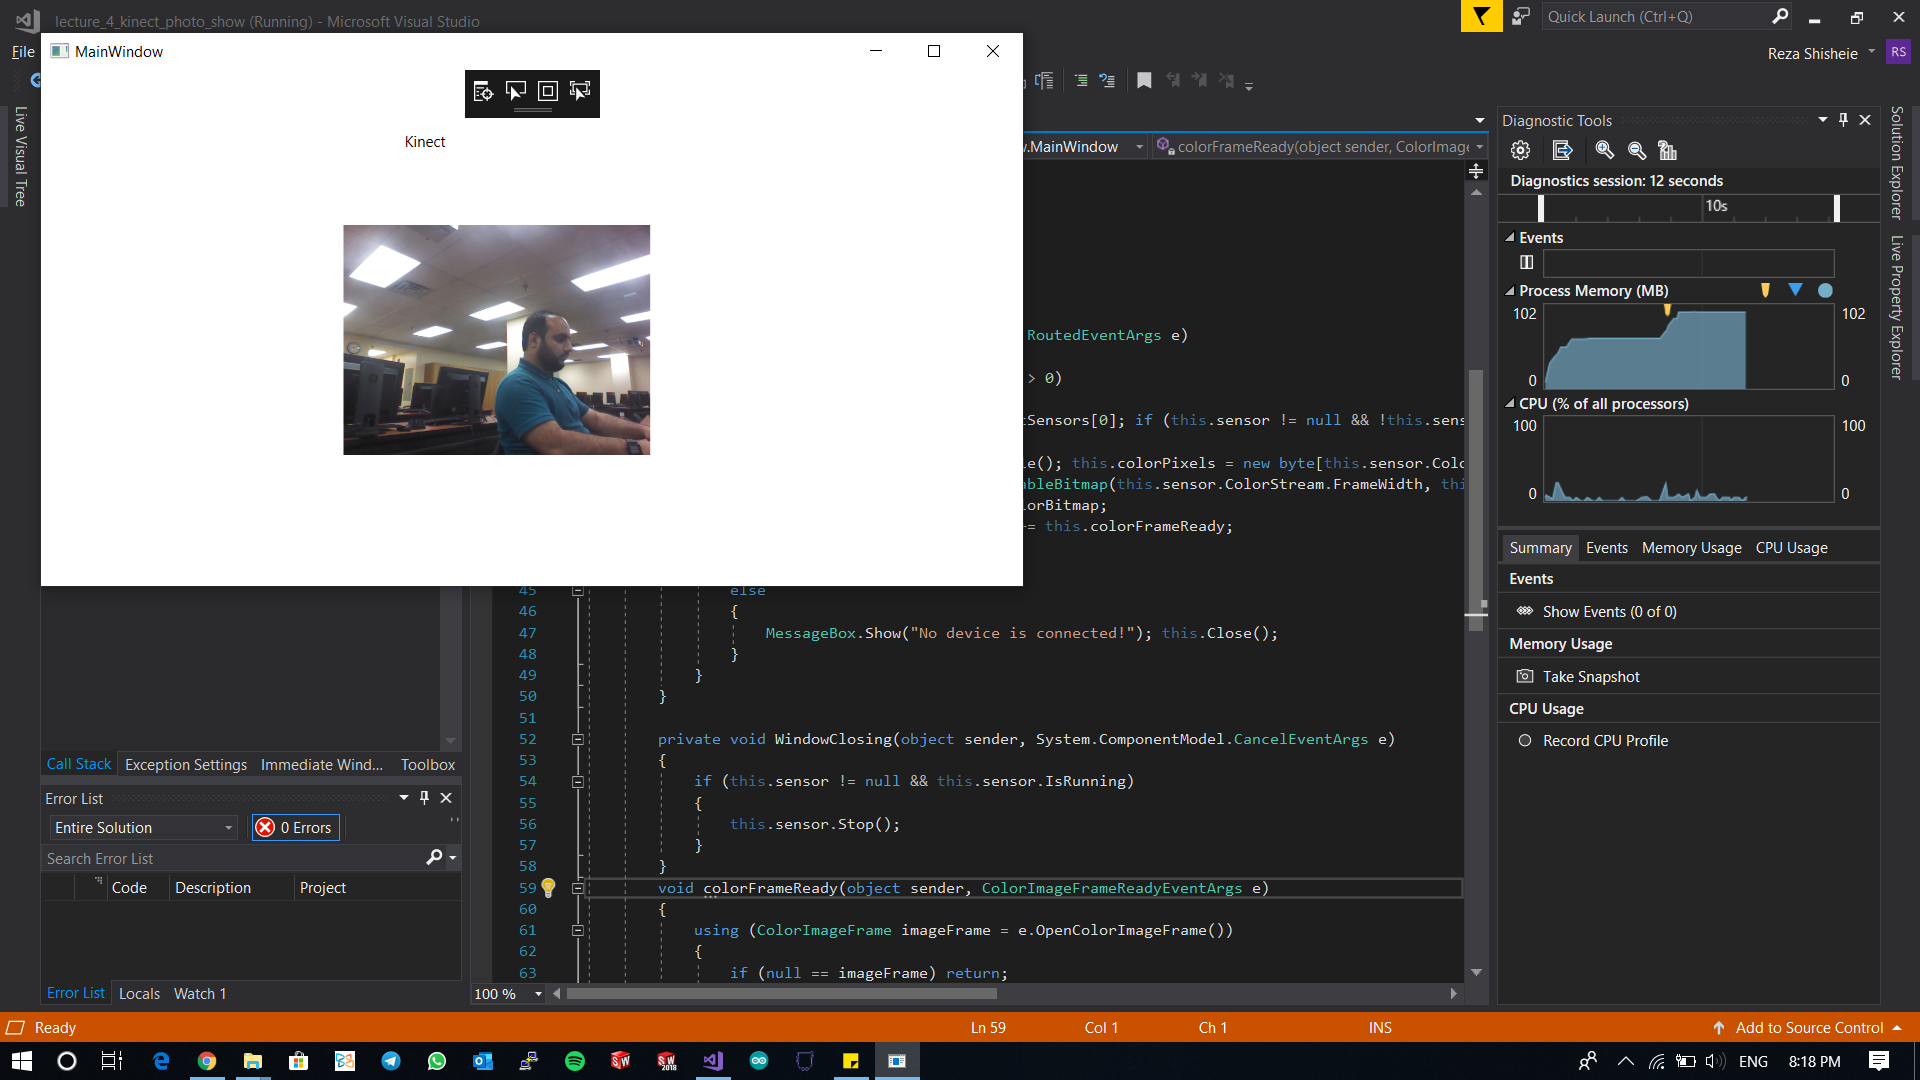 lecture_4_kinect_photo_show (Running) - Microsoft Visual Studio
Quick Launch (Ctrl+Q)
File
Reza Shisheie
RS
MainWindow
Kinect
Live Visual Tree
.MainWindow
colorFrameReady(object sender, ColorImage
RoutedEventArgs e)
> 0)
Sensors[0]; if (this.sensor != null && !this.sens
e(); this.colorPixels = new byte[this.sensor.Colo
ableBitmap(this.sensor.ColorStream.FrameWidth, thi
orBitmap;
= this.colorFrameReady;
45 else
46 {
47 MessageBox.Show("No device is connected!"); this.Close();
48 }
49 }
50 }
51
52 private void WindowClosing(object sender, System.ComponentModel.CancelEventArgs e)
53 {
54 if (this.sensor != null && this.sensor.IsRunning)
55 {
56 this.sensor.Stop();
57 }
58 }
59 void colorFrameReady(object sender, ColorImageFrameReadyEventArgs e)
60 {
61 using (ColorImageFrame imageFrame = e.OpenColorImageFrame())
62 {
63 if (null == imageFrame) return;
100 %
Call Stack Exception Settings Immediate Wind... Toolbox
Error List
Entire Solution
0 Errors
Search Error List
Code Description Project
Error List Locals Watch 1
Diagnostic Tools
Diagnostics session: 12 seconds
10s
Events
Process Memory (MB)
102 102
0 0
CPU (% of all processors)
100 100
0 0
Summary Events Memory Usage CPU Usage
Events
Show Events (0 of 0)
Memory Usage
Take Snapshot
CPU Usage
Record CPU Profile
Solution Explorer
Live Property Explorer
Ready
Ln 59 Col 1 Ch 1 INS
Add to Source Control
ENG 8:18 PM